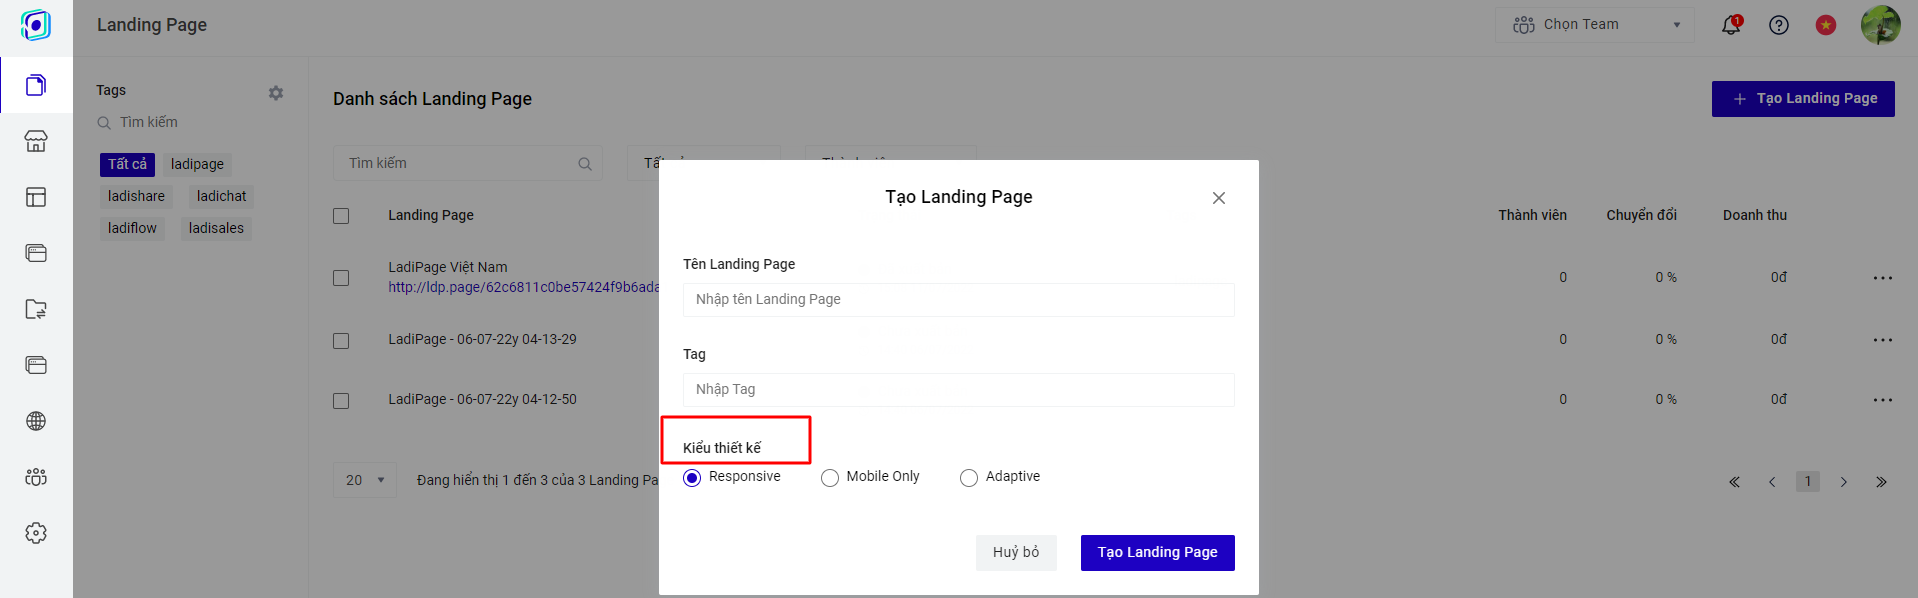 Landing Page
Chọn Team
1
Tags
Tìm kiếm
Tất cả
ladipage
ladishare
ladichat
ladiflow
ladisales
Danh sách Landing Page
+ Tạo Landing Page
Tìm kiếm
Landing Page
Thành viên
Chuyển đổi
Doanh thu
LadiPage Việt Nam
http://ldp.page/62c6811c0be57424f9b6ada
0
0 %
0đ
LadiPage - 06-07-22y 04-13-29
0
0 %
0đ
LadiPage - 06-07-22y 04-12-50
0
0 %
0đ
20
Đang hiển thị 1 đến 3 của 3 Landing Pa
1
Tạo Landing Page
Tên Landing Page
Nhập tên Landing Page
Tag
Nhập Tag
Kiểu thiết kế
Responsive
Mobile Only
Adaptive
Huỷ bỏ
Tạo Landing Page